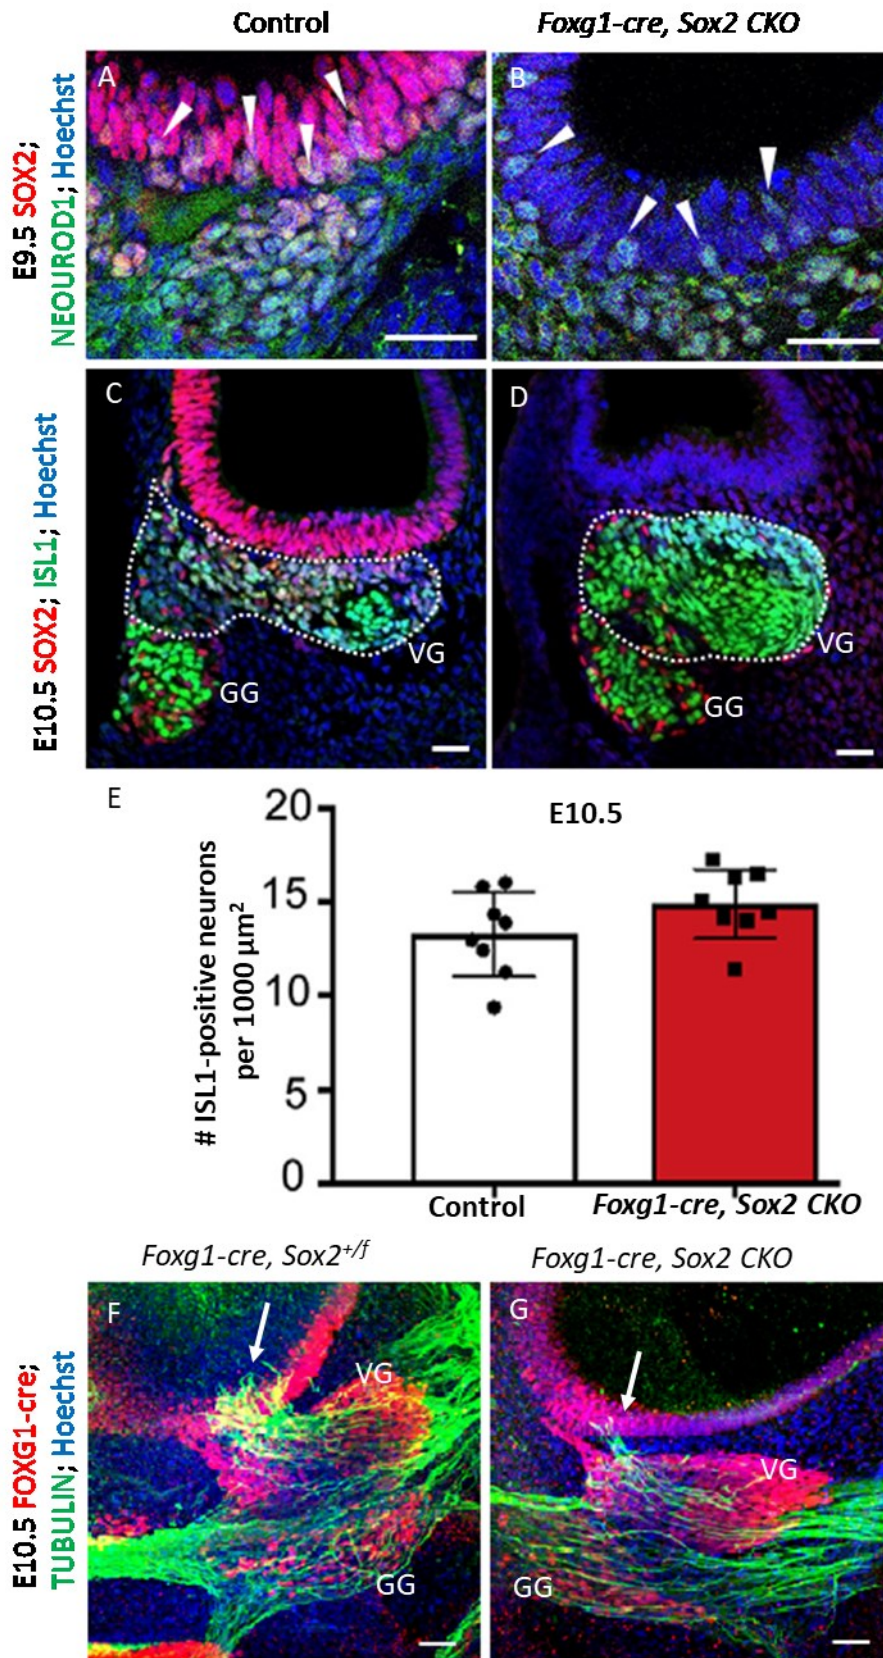 Control
Foxg1-cre, Sox2 CKO
E9.5 SOX2;
NEOUROD1; Hoechst
A
B
E10.5 SOX2; ISL1; Hoechst
C
VG
GG
D
VG
GG
E
E10.5
# ISL1-positive neurons
per 1000 µm²
20
15
10
5
0
Control
Foxg1-cre, Sox2 CKO
Foxg1-cre, Sox2+/f
Foxg1-cre, Sox2 CKO
E10.5 FOXG1-cre;
TUBULIN; Hoechst
F
VG
GG
G
VG
GG